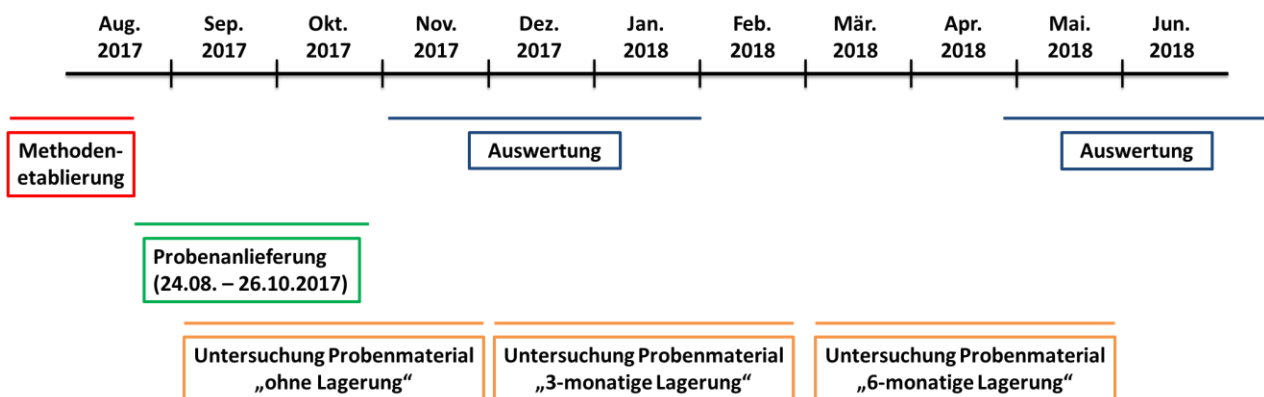 Aug. Sep. Okt. Nov. Dez. Jan. Feb. Mär. Apr. Mai. Jun.
2017 2017 2017 2017 2017 2018 2018 2018 2018 2018 2018
Methoden-
etablierung
Auswertung
Auswertung
Probenanlieferung
(24.08. – 26.10.2017)
Untersuchung Probenmaterial
„ohne Lagerung“
Untersuchung Probenmaterial
„3-monatige Lagerung“
Untersuchung Probenmaterial
„6-monatige Lagerung“